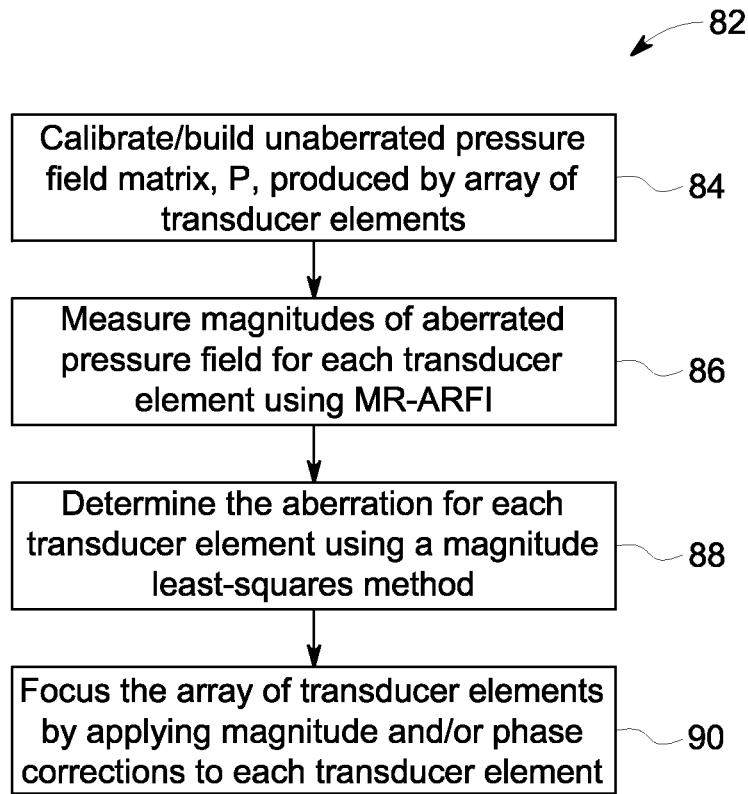 82
Calibrate/build unaberrated pressure
field matrix, P, produced by array of
transducer elements
84
Measure magnitudes of aberrated
pressure field for each transducer
element using MR-ARFI
86
Determine the aberration for each
transducer element using a magnitude
least-squares method
88
Focus the array of transducer elements
by applying magnitude and/or phase
corrections to each transducer element
90